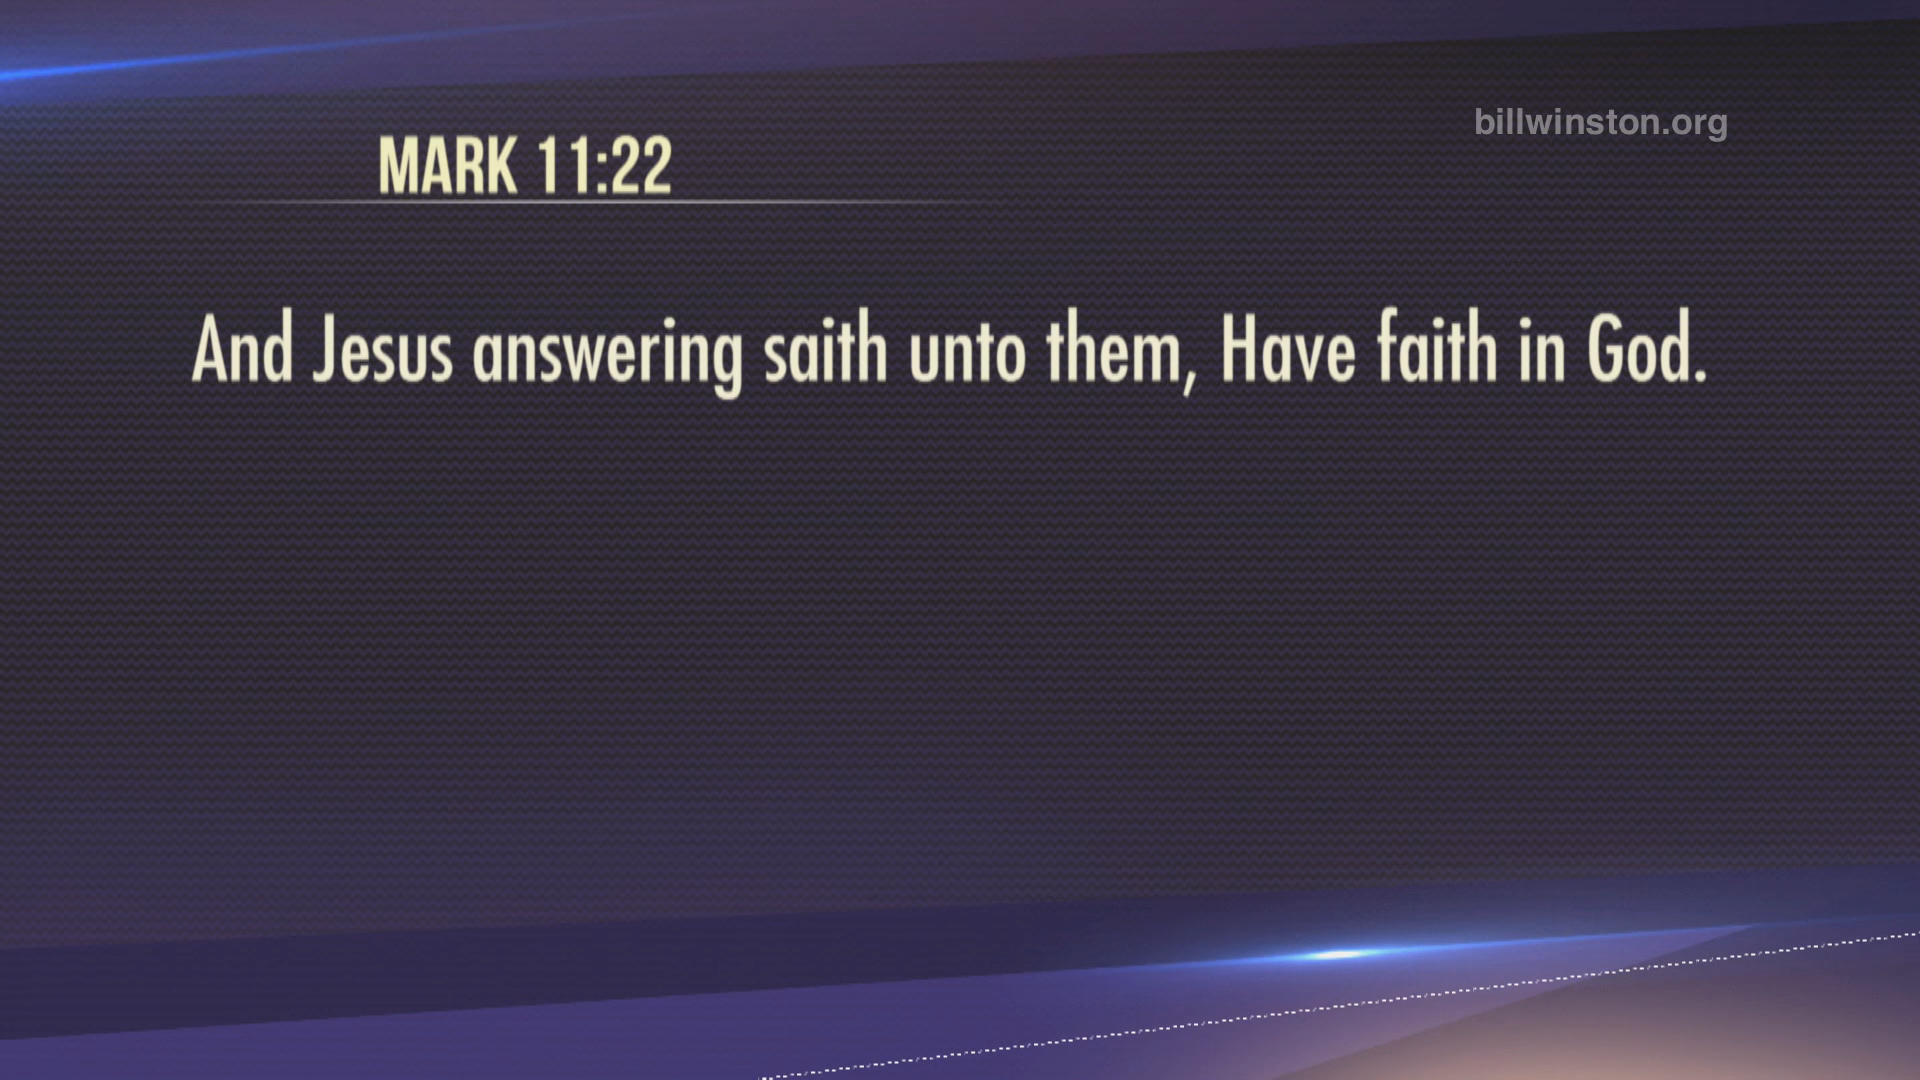 billwinston.org
MARK 11:22
And Jesus answering saith unto them, Have faith in God.